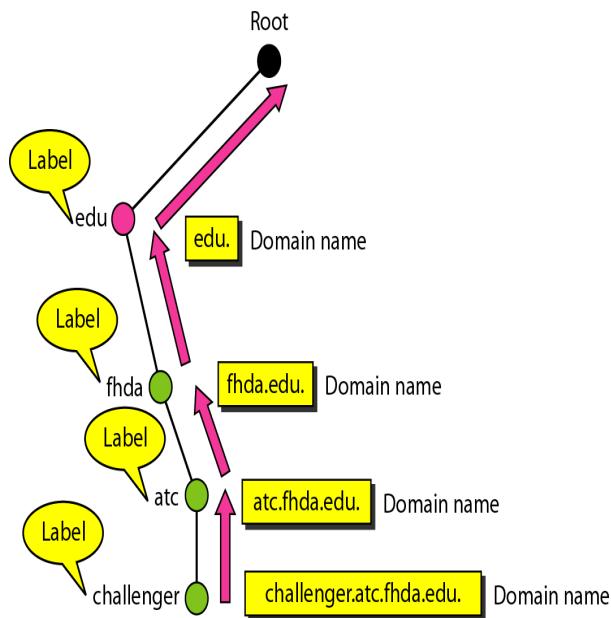 Root
Label
edu
edu. Domain name
Label
fhda
fhda.edu. Domain name
Label
atc
atc.fhda.edu. Domain name
Label
challenger
challenger.atc.fhda.edu. Domain name